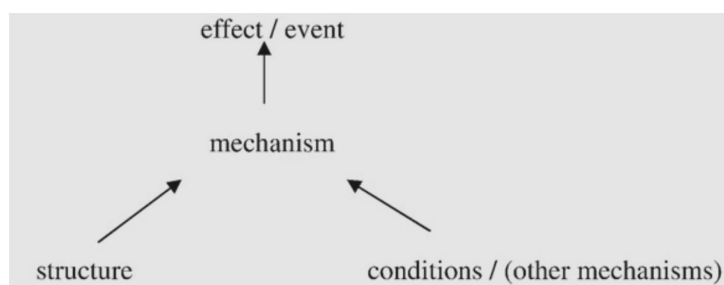 effect / event
mechanism
structure
conditions / (other mechanisms)